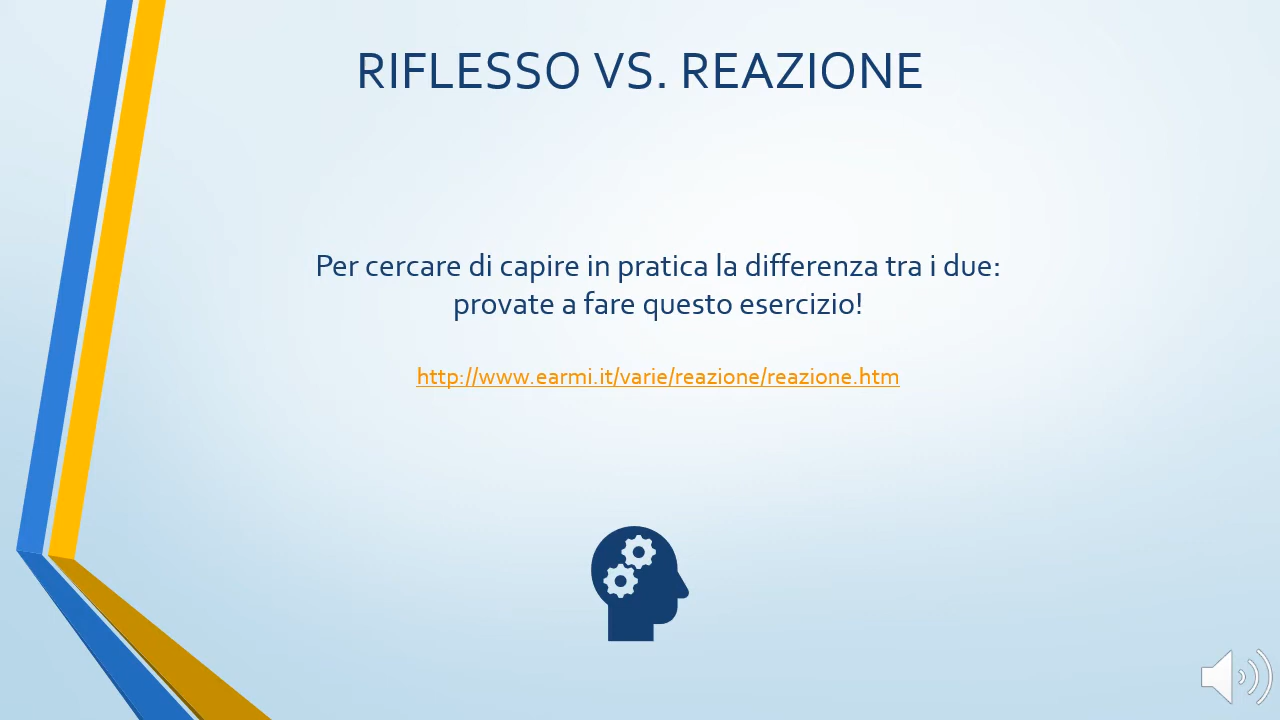 RIFLESSO VS. REAZIONE
Per cercare di capire in pratica la differenza tra i due:
provate a fare questo esercizio!
http://www.earmi.it/varie/reazione/reazione.htm